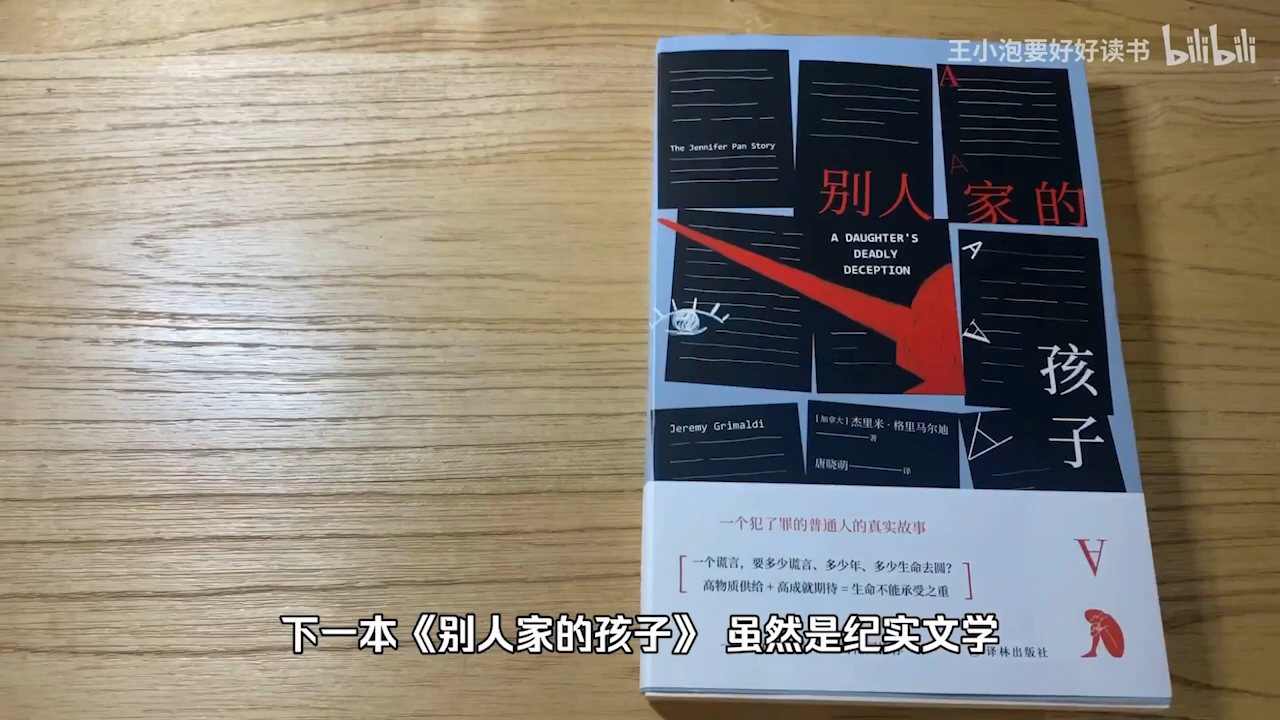 王小泡要好好读书 bilibili
The Jennifer Pan Story
A
A
别人家的
A DAUGHTER'S
DEADLY
DECEPTION
A
A
孩
子
Jeremy Grimaldi
[加拿大]杰里米·格里马尔迪
著
唐晓萌 译
A
一个犯了罪的普通人的真实故事
一个谎言，要多少谎言、多少年、多少生命去圆？
高物质供给+高成就期待=生命不能承受之重
A
下一本《别人家的孩子》 虽然是纪实文学
译林出版社